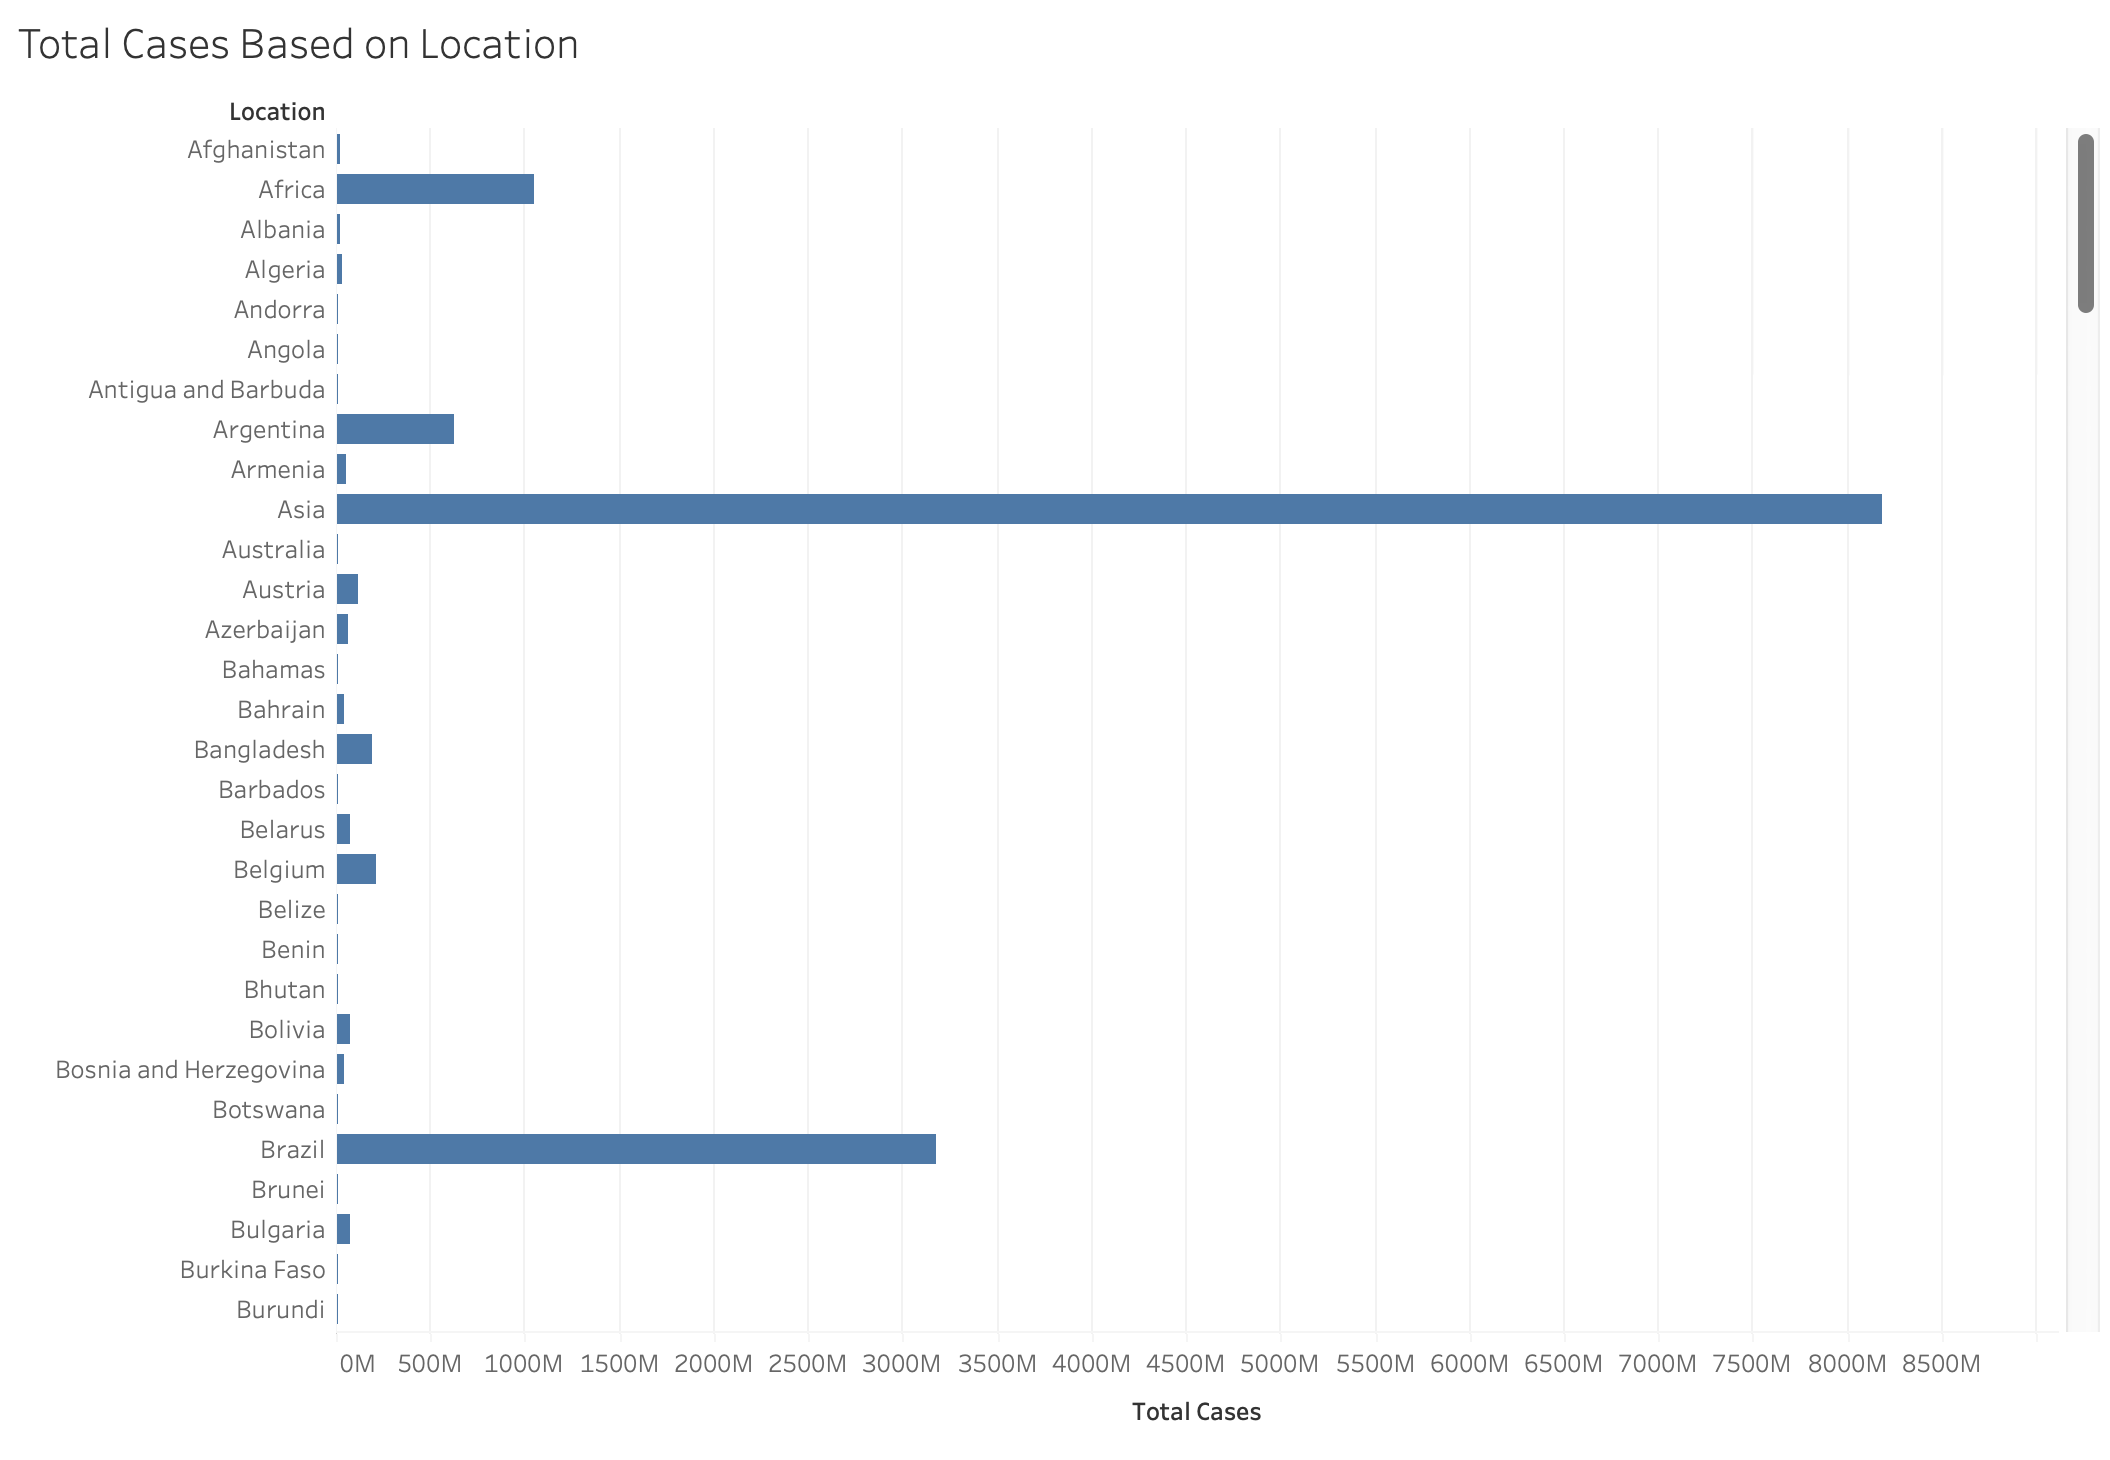 Total Cases Based on Location
Location
Afghanistan
Africa
Albania
Algeria
Andorra
Angola
Antigua and Barbuda
Argentina
Armenia
Asia
Australia
Austria
Azerbaijan
Bahamas
Bahrain
Bangladesh
Barbados
Belarus
Belgium
Belize
Benin
Bhutan
Bolivia
Bosnia and Herzegovina
Botswana
Brazil
Brunei
Bulgaria
Burkina Faso
Burundi
0M 500M 1000M 1500M 2000M 2500M 3000M 3500M 4000M 4500M 5000M 5500M 6000M 6500M 7000M 7500M 8000M 8500M
Total Cases